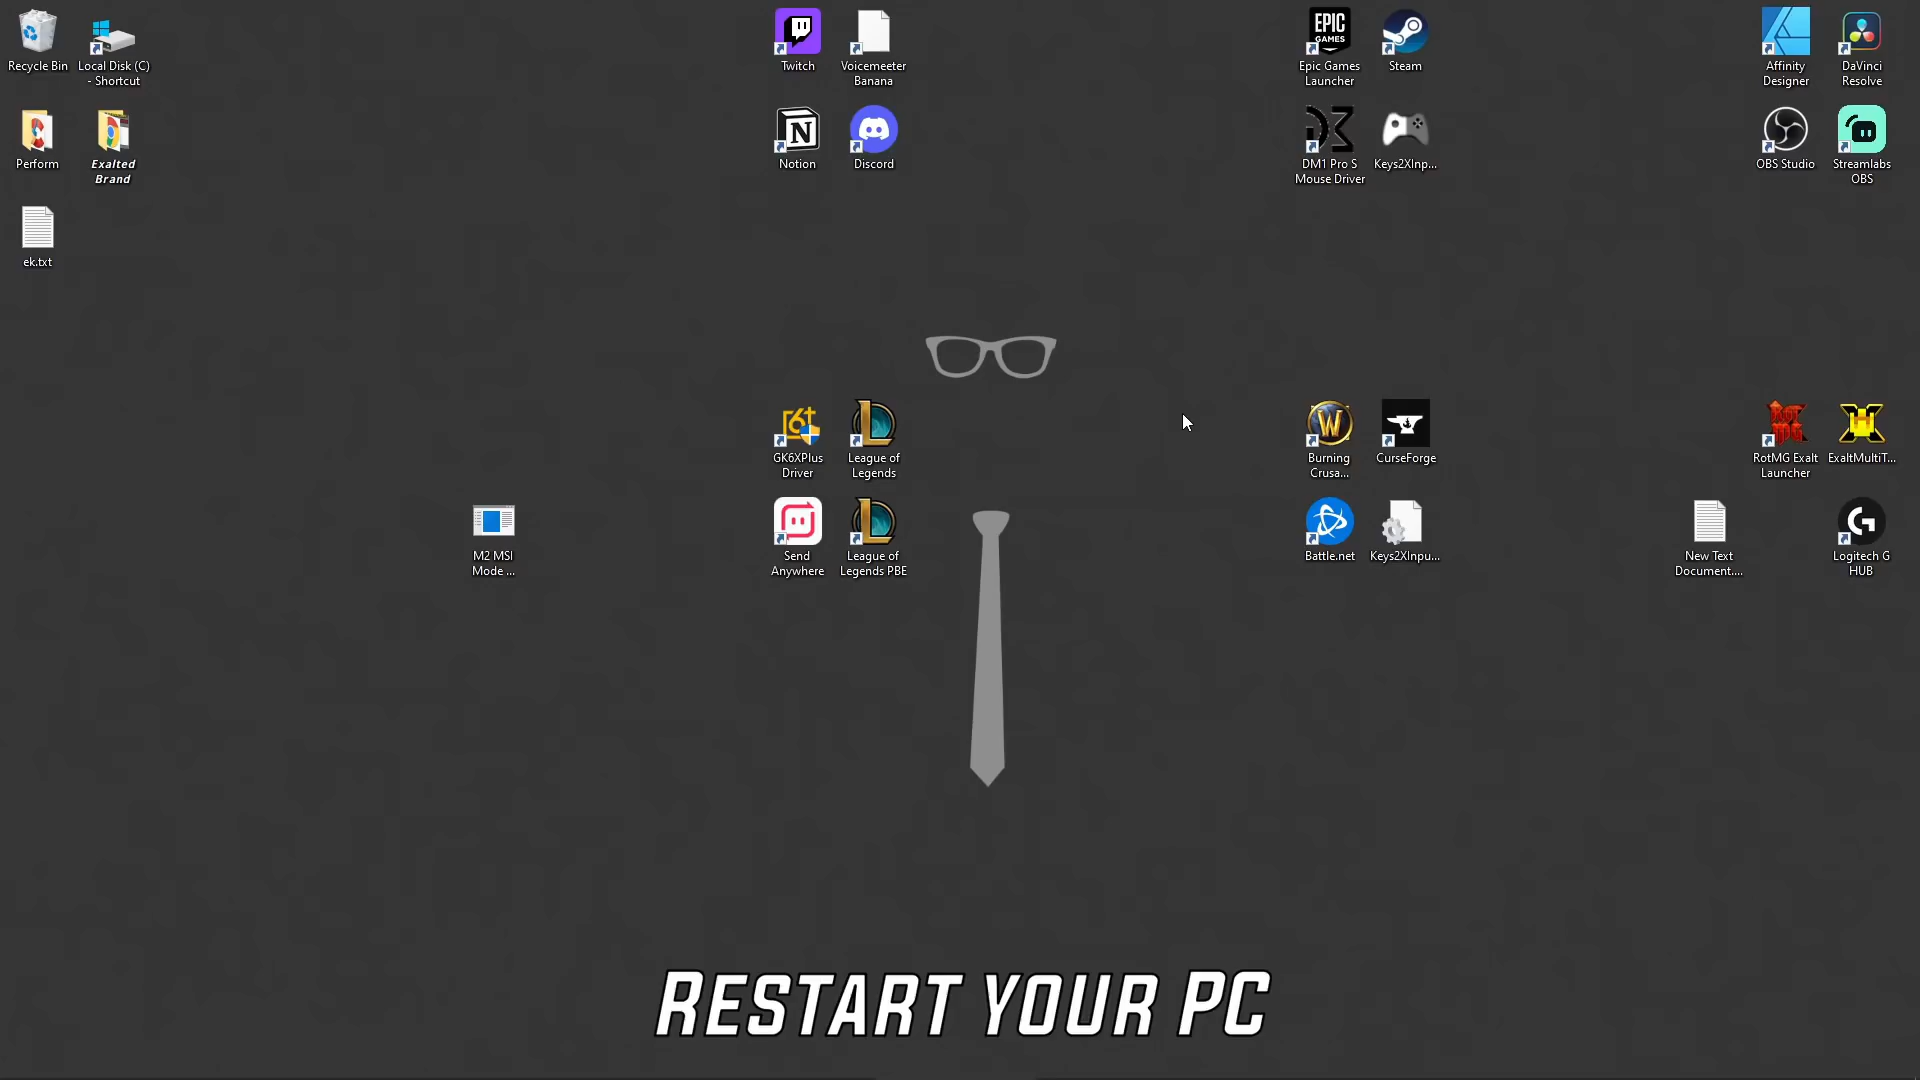 Recycle Bin
Local Disk (C)
- Shortcut
Twitch
Voicemeeter
Banana
EPIC
GAMES
Epic Games
Launcher
Steam
Affinity
Designer
DaVinci
Resolve
Perform
Exalted
Brand
Notion
Discord
DM1 Pro S
Mouse Driver
Keys2XInp...
OBS Studio
Streamlabs
OBS
ek.txt
GK6XPlus
Driver
League of
Legends
Burning
Crusa...
CurseForge
RotMG Exalt
Launcher
ExaltMultiT...
M2 MSI
Mode ...
Send
Anywhere
League of
Legends PBE
Battle.net
Keys2XInpu...
New Text
Document....
Logitech G
HUB
RESTART YOUR PC